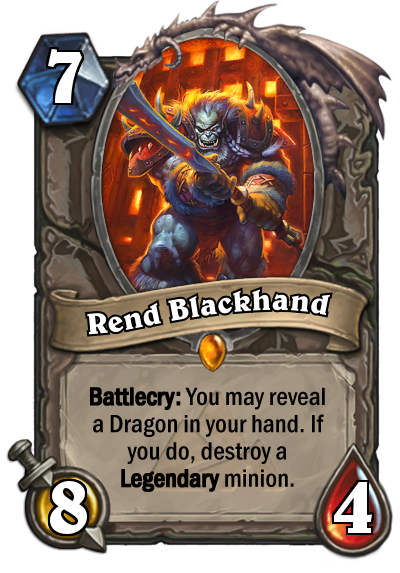 7
Rend Blackhand
Battlecry: You may reveal
a Dragon in your hand. If
you do, destroy a
Legendary minion.
8
4